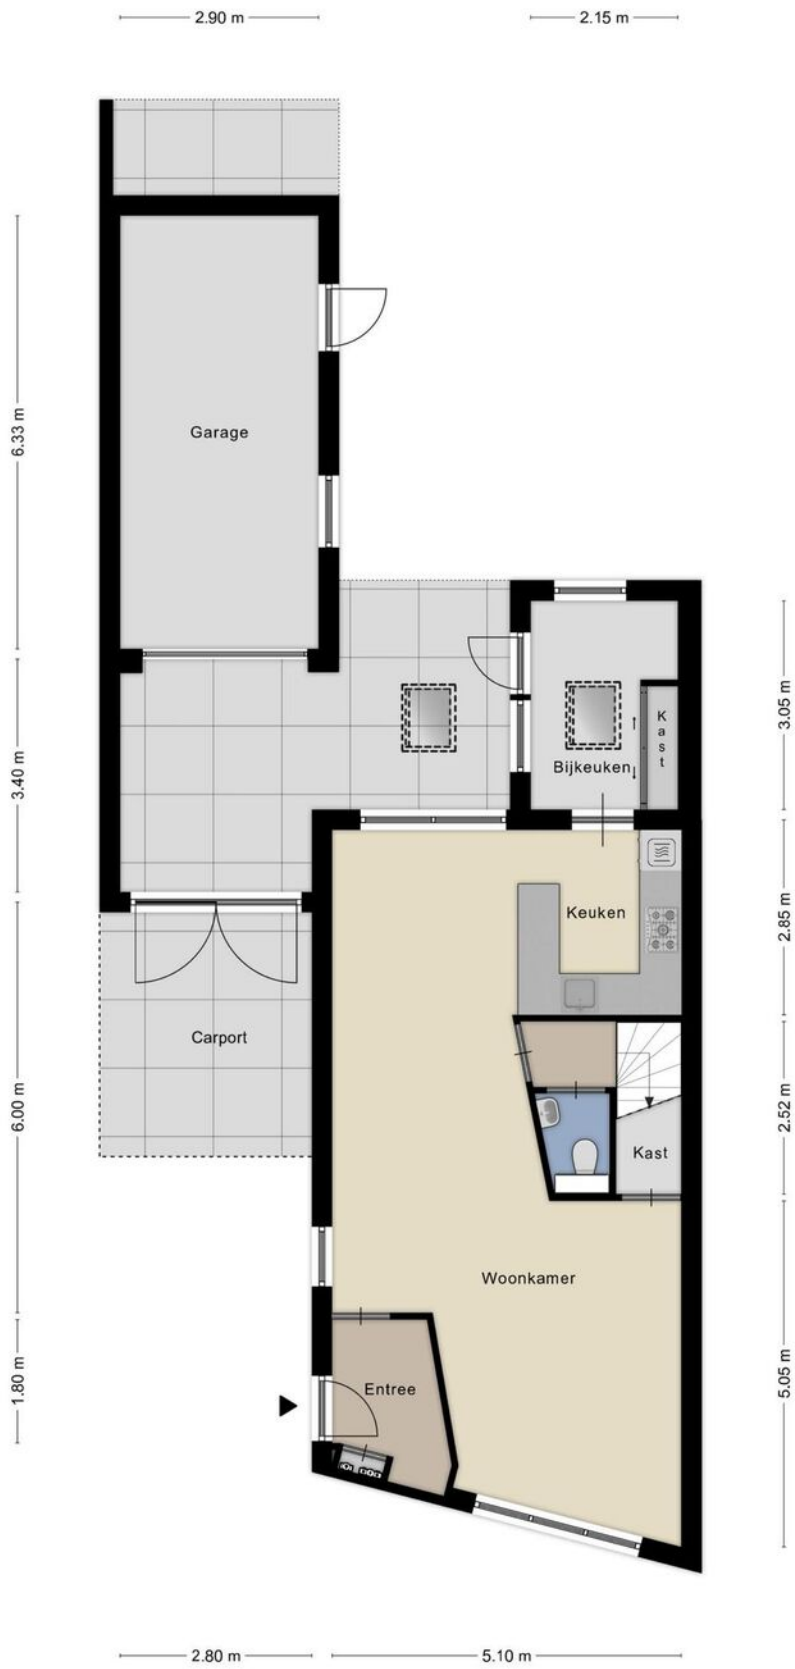 2.90 m
2.15 m
6.33 m
Garage
3.05 m
Kast
Bijkeuken
3.40 m
Keuken
2.85 m
Carport
6.00 m
2.52 m
Kast
Woonkamer
1.80 m
Entree
5.05 m
2.80 m
5.10 m